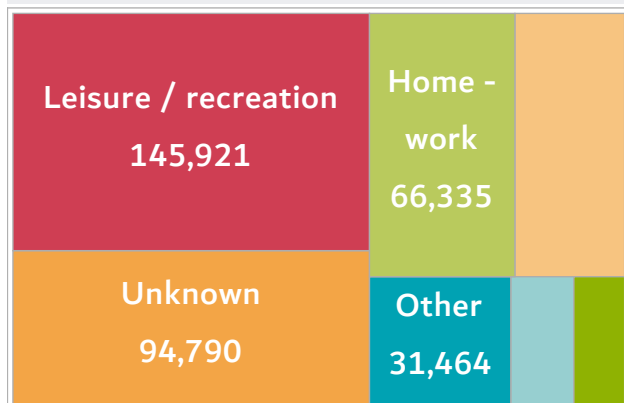 Leisure / recreation
145,921
Home -
work
66,335
Unknown
94,790
Other
31,464